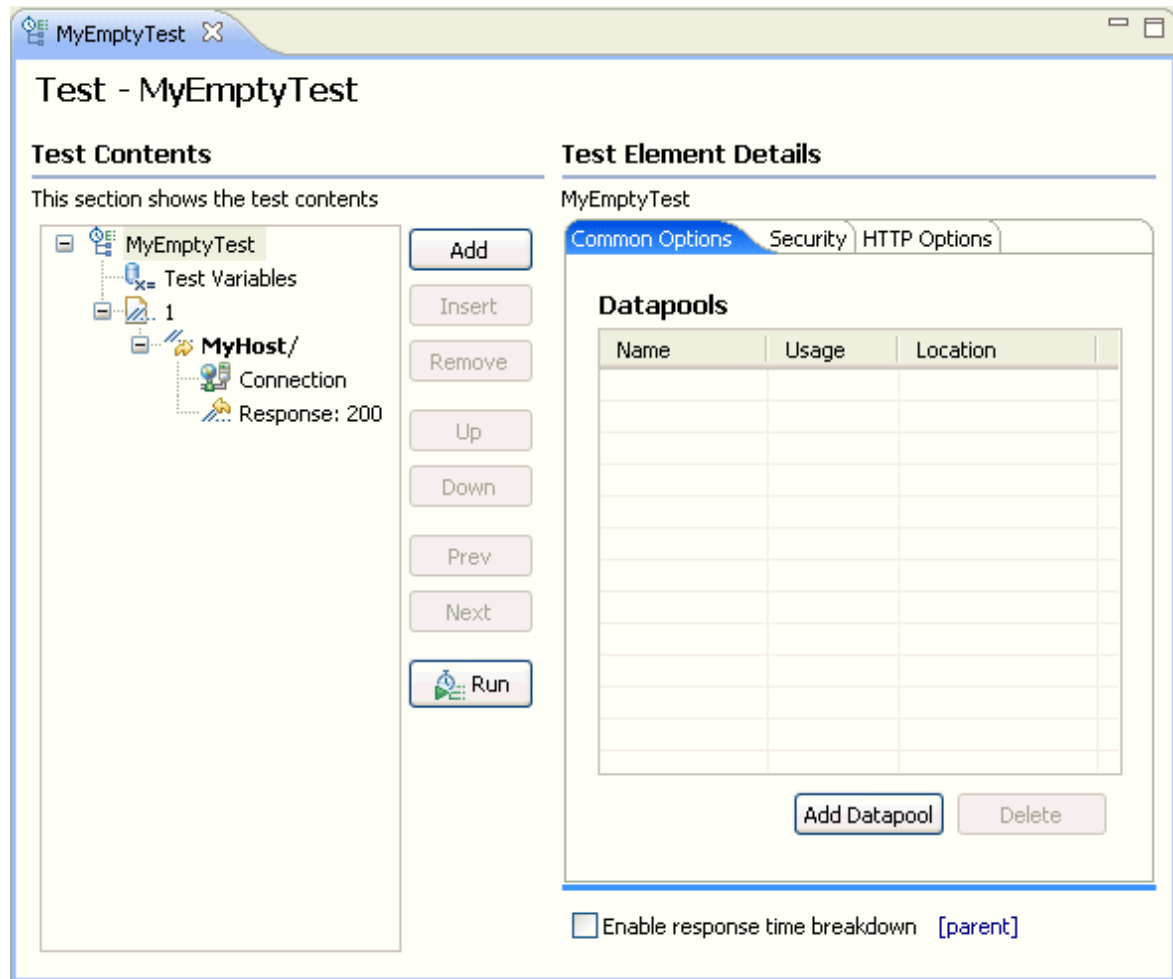 MyEmptyTest
Test - MyEmptyTest
Test Contents
This section shows the test contents
MyEmptyTest
Test Variables
1
MyHost/
Connection
Response: 200
Add
Insert
Remove
Up
Down
Prev
Next
Run
Test Element Details
MyEmptyTest
Common Options Security HTTP Options
Datapools
Name Usage Location
Add Datapool Delete
Enable response time breakdown [parent]